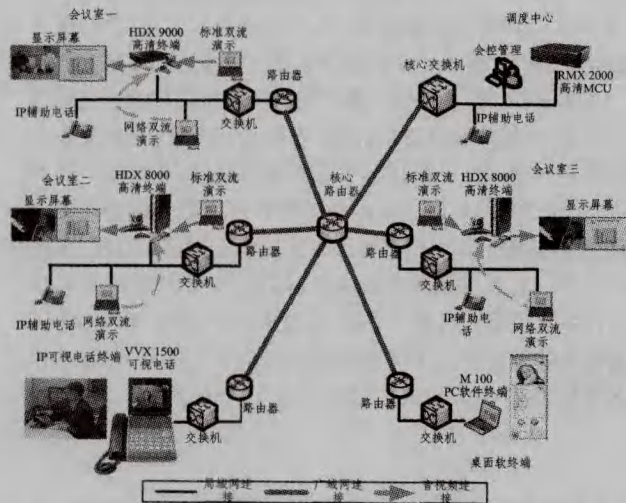 会议室一
显示屏幕
HDX 9000
高清终端
标准双流
演示
IP辅助电话
网络双流
演示
交换机
路由器
调度中心
核心交换机
会控管理
RMX 2000
高清MCU
IP辅助电话
会议室二
显示屏幕
HDX 8000
高清终端
标准双流
演示
IP辅助电话
网络双流
演示
交换机
路由器
核心
路由器
会议室三
标准双流
演示
HDX 8000
高清终端
显示屏幕
路由器
交换机
IP辅助电
话
网络双流
演示
IP可视电话终端
VVX 1500
可视电话
交换机
路由器
路由器
交换机
M 100
PC软件终端
桌面软终端
局域网连
接
广域网连
接
音视频连
接